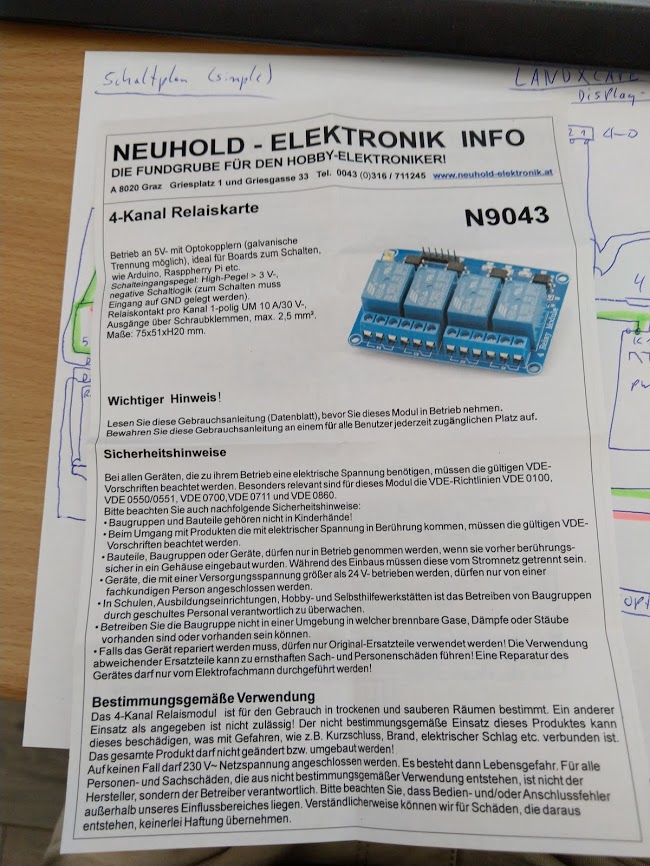 Schaltplan (simple)
Display-
NEUHOLD - ELEKTRONIK INFO
DIE FUNDGRUBE FÜR DEN HOBBY-ELEKTRONIKER!
A 8020 Graz Griesplatz 1 und Griesgasse 33 Tel. 0043 (0)316 / 711245 www.neuhold-elektronik.at
4-Kanal Relaiskarte
N9043
Betrieb an 5V- mit Optokopplern (galvanische
Trennung möglich), ideal für Boards zum Schalten,
wie Arduino, Rasppherry Pi etc.
Schalteingangspegel: High-Pegel > 3 V-,
negative Schaltlogik (zum Schalten muss
Eingang auf GND gelegt werden).
Relaiskontakt pro Kanal 1-polig UM 10 A/30 V-,
Ausgänge über Schraubklemmen, max. 2,5 mm².
Maße: 75x51xH20 mm.
4 Relay Module
Wichtiger Hinweis!
Lesen Sie diese Gebrauchsanleitung (Datenblatt), bevor Sie dieses Modul in Betrieb nehmen.
Bewahren Sie diese Gebrauchsanleitung an einem für alle Benutzer jederzeit zugänglichen Platz auf.
Sicherheitshinweise
Bei allen Geräten, die zu ihrem Betrieb eine elektrische Spannung benötigen, müssen die gültigen VDE-
Vorschriften beachtet werden. Besonders relevant sind für dieses Modul die VDE-Richtlinien VDE 0100,
VDE 0550/0551, VDE 0700,VDE 0711 und VDE 0860.
Bitte beachten Sie auch nachfolgende Sicherheitshinweise:
• Baugruppen und Bauteile gehören nicht in Kinderhände!
• Beim Umgang mit Produkten die mit elektrischer Spannung in Berührung kommen, müssen die gültigen VDE-
Vorschriften beachtet werden.
• Bauteile, Baugruppen oder Geräte, dürfen nur in Betrieb genommen werden, wenn sie vorher berührungs-
sicher in ein Gehäuse eingebaut wurden. Während des Einbaus müssen diese vom Stromnetz getrennt sein.
• Geräte, die mit einer Versorgungsspannung größer als 24 V- betrieben werden, dürfen nur von einer
fachkundigen Person angeschlossen werden.
• In Schulen, Ausbildungseinrichtungen, Hobby- und Selbsthilfewerkstätten ist das Betreiben von Baugruppen
durch geschultes Personal verantwortlich zu überwachen.
• Betreiben Sie die Baugruppe nicht in einer Umgebung in welcher brennbare Gase, Dämpfe oder Stäube
vorhanden sind oder vorhanden sein können.
• Falls das Gerät repariert werden muss, dürfen nur Original-Ersatzteile verwendet werden! Die Verwendung
abweichender Ersatzteile kann zu ernsthaften Sach- und Personenschäden führen! Eine Reparatur des
Gerätes darf nur vom Elektrofachmann durchgeführt werden!
Bestimmungsgemäße Verwendung
Das 4-Kanal Relaismodul ist für den Gebrauch in trockenen und sauberen Räumen bestimmt. Ein anderer
Einsatz als angegeben ist nicht zulässig! Der nicht bestimmungsgemäße Einsatz dieses Produktes kann
dieses beschädigen, was mit Gefahren, wie z.B. Kurzschluss, Brand, elektrischer Schlag etc. verbunden ist.
Das gesamte Produkt darf nicht geändert bzw. umgebaut werden!
Auf keinen Fall darf 230 V~ Netzspannung angeschlossen werden. Es besteht dann Lebensgefahr. Für alle
Personen- und Sachschäden, die aus nicht bestimmungsgemäßer Verwendung entstehen, ist nicht der
Hersteller, sondern der Betreiber verantwortlich. Bitte beachten Sie, dass Bedien- und/oder Anschlussfehler
außerhalb unseres Einflussbereiches liegen. Verständlicherweise können wir für Schäden, die daraus
entstehen, keinerlei Haftung übernehmen.